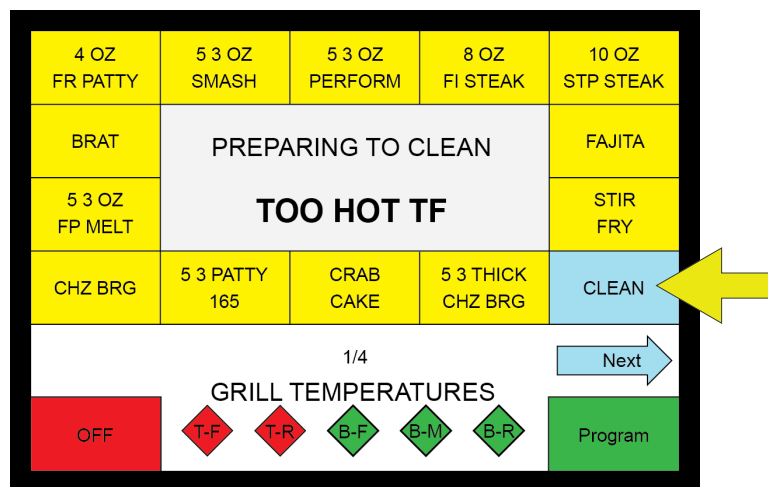 4 OZ
FR PATTY
5 3 OZ
SMASH
5 3 OZ
PERFORM
8 OZ
FI STEAK
10 OZ
STP STEAK
BRAT
PREPARING TO CLEAN
FAJITA
5 3 OZ
FP MELT
TOO HOT TF
STIR
FRY
CHZ BRG
5 3 PATTY
165
CRAB
CAKE
5 3 THICK
CHZ BRG
CLEAN
1/4
Next
GRILL TEMPERATURES
OFF
T-F
T-R
B-F
B-M
B-R
Program